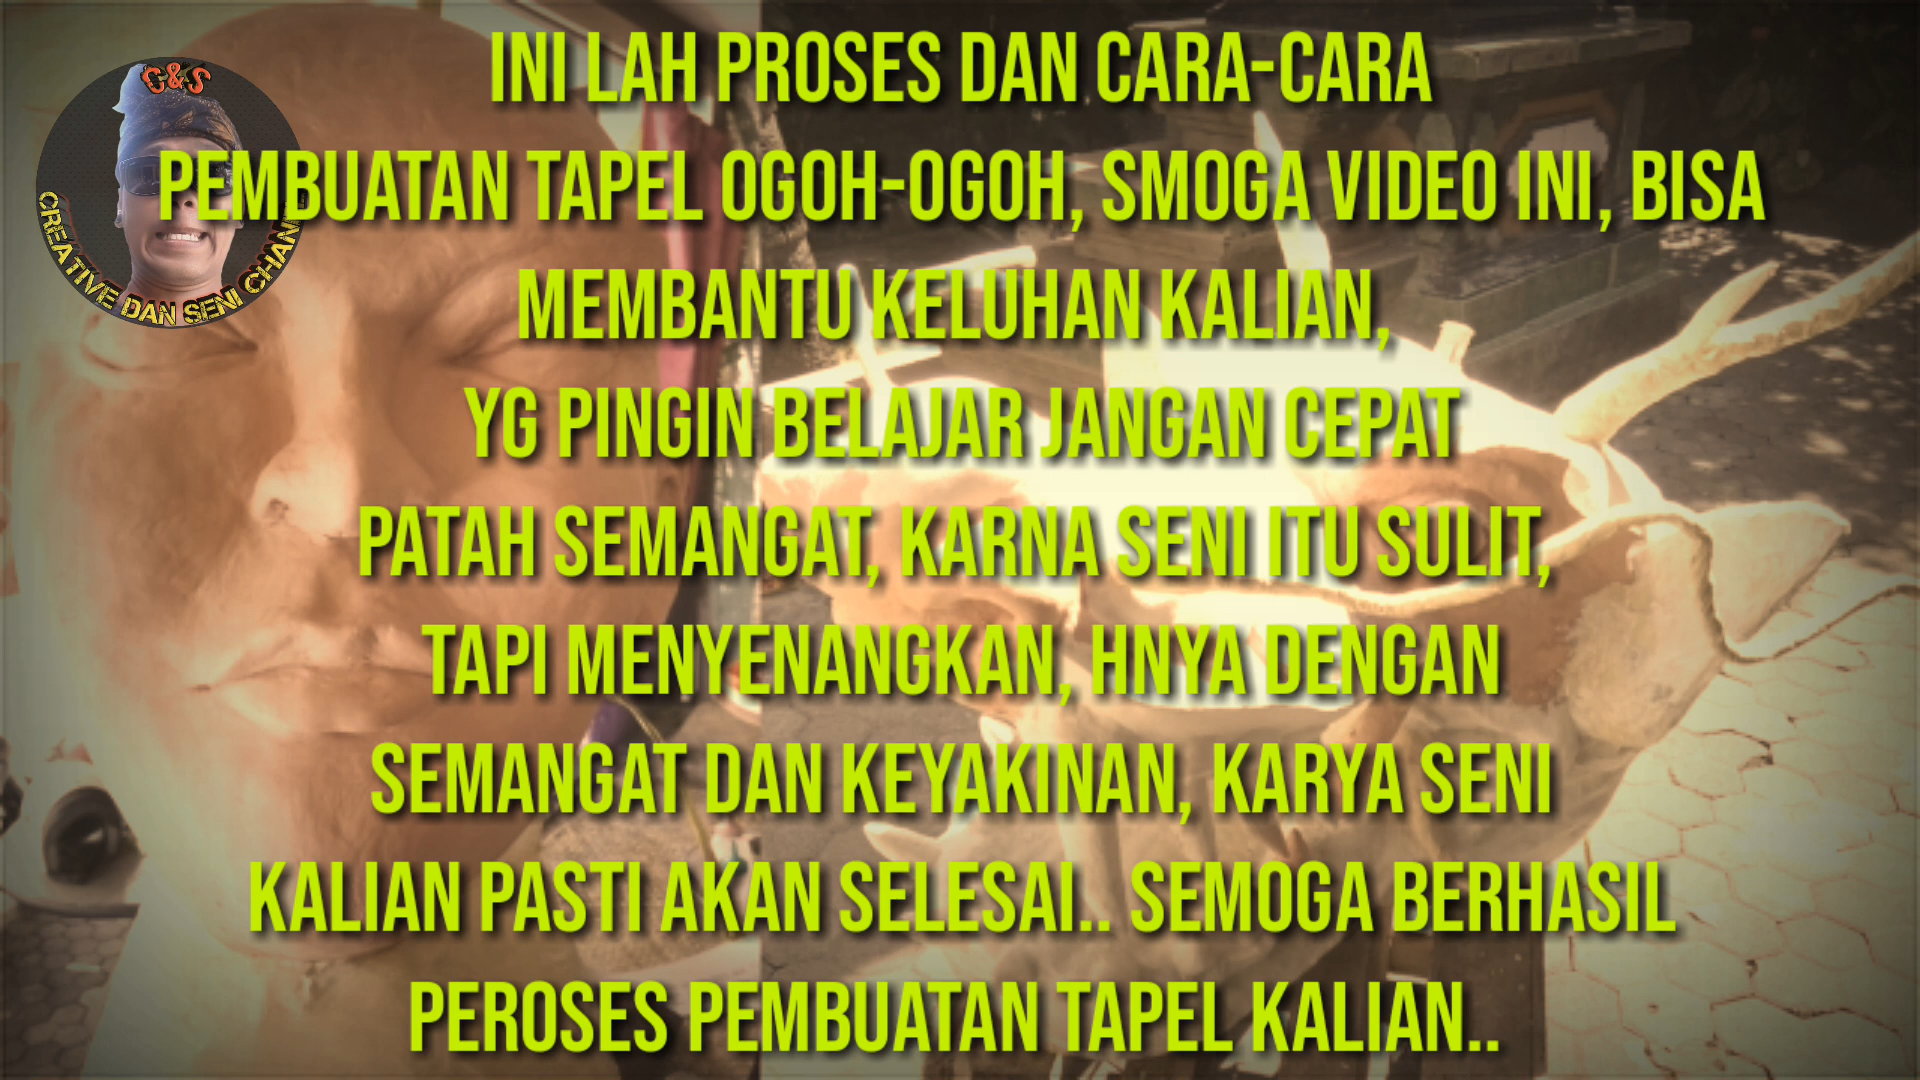 C&S
CREATIVE DAN SENI CHANNEL
INI LAH PROSES DAN CARA-CARA
PEMBUATAN TAPEL OGOH-OGOH, SMOGA VIDEO INI, BISA
MEMBANTU KELUHAN KALIAN,
YG PINGIN BELAJAR JANGAN CEPAT
PATAH SEMANGAT, KARNA SENI ITU SULIT,
TAPI MENYENANGKAN, HNYA DENGAN
SEMANGAT DAN KEYAKINAN, KARYA SENI
KALIAN PASTI AKAN SELESAI.. SEMOGA BERHASIL
PEROSES PEMBUATAN TAPEL KALIAN..